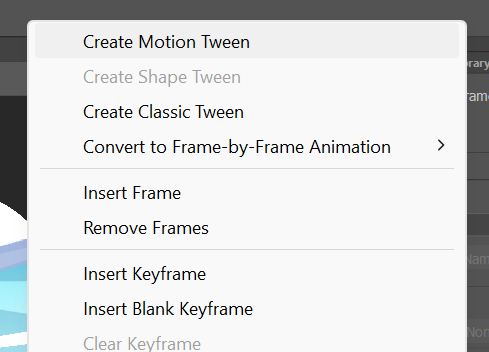 Create Motion Tween
Create Shape Tween
Create Classic Tween
Convert to Frame-by-Frame Animation
Insert Frame
Remove Frames
Insert Keyframe
Insert Blank Keyframe
Clear Keyframe